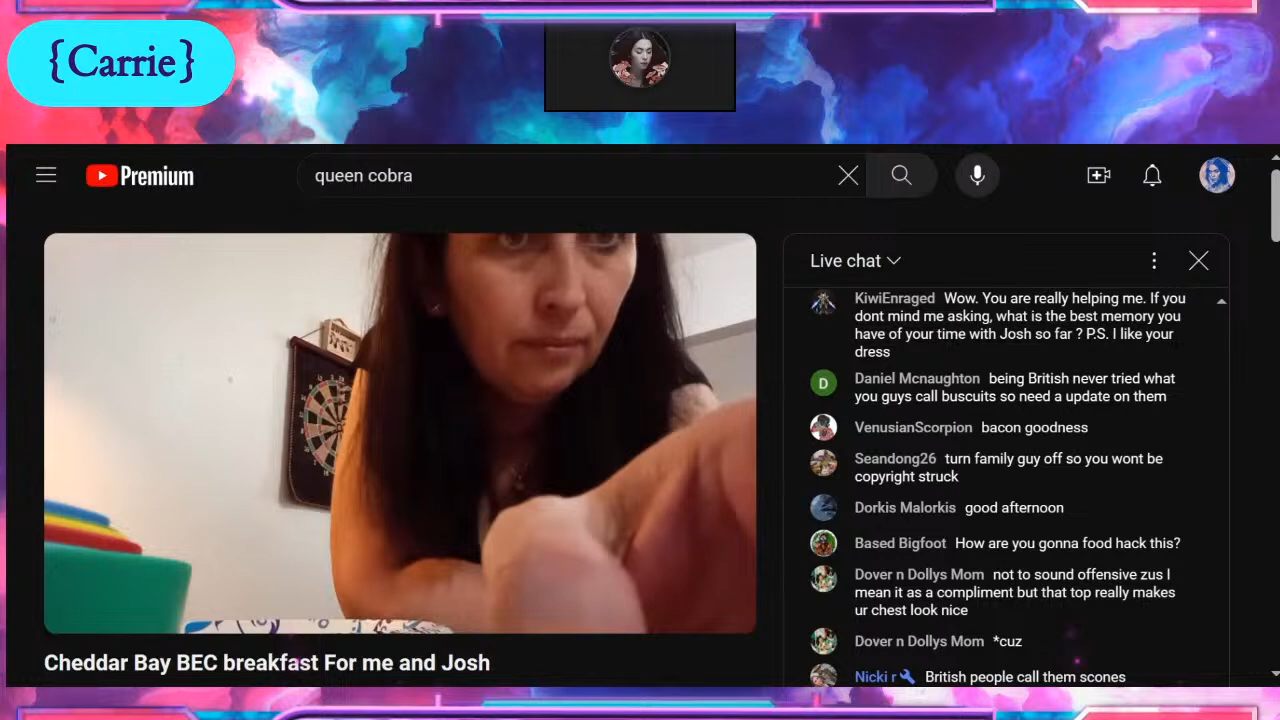 {Carrie}
Premium
queen cobra
Live chat
KiwiEnraged Wow. You are really helping me. If you
dont mind me asking, what is the best memory you
have of your time with Josh so far ? P.S. I like your
dress
D
Daniel Mcnaughton being British never tried what
you guys call buscuits so need a update on them
VenusianScorpion bacon goodness
Seandong26 turn family guy off so you wont be
copyright struck
Dorkis Malorkis good afternoon
Based Bigfoot How are you gonna food hack this?
Dover n Dollys Mom not to sound offensive zus I
mean it as a compliment but that top really makes
ur chest look nice
Dover n Dollys Mom *cuz
Nicki r British people call them scones
Cheddar Bay BEC breakfast For me and Josh